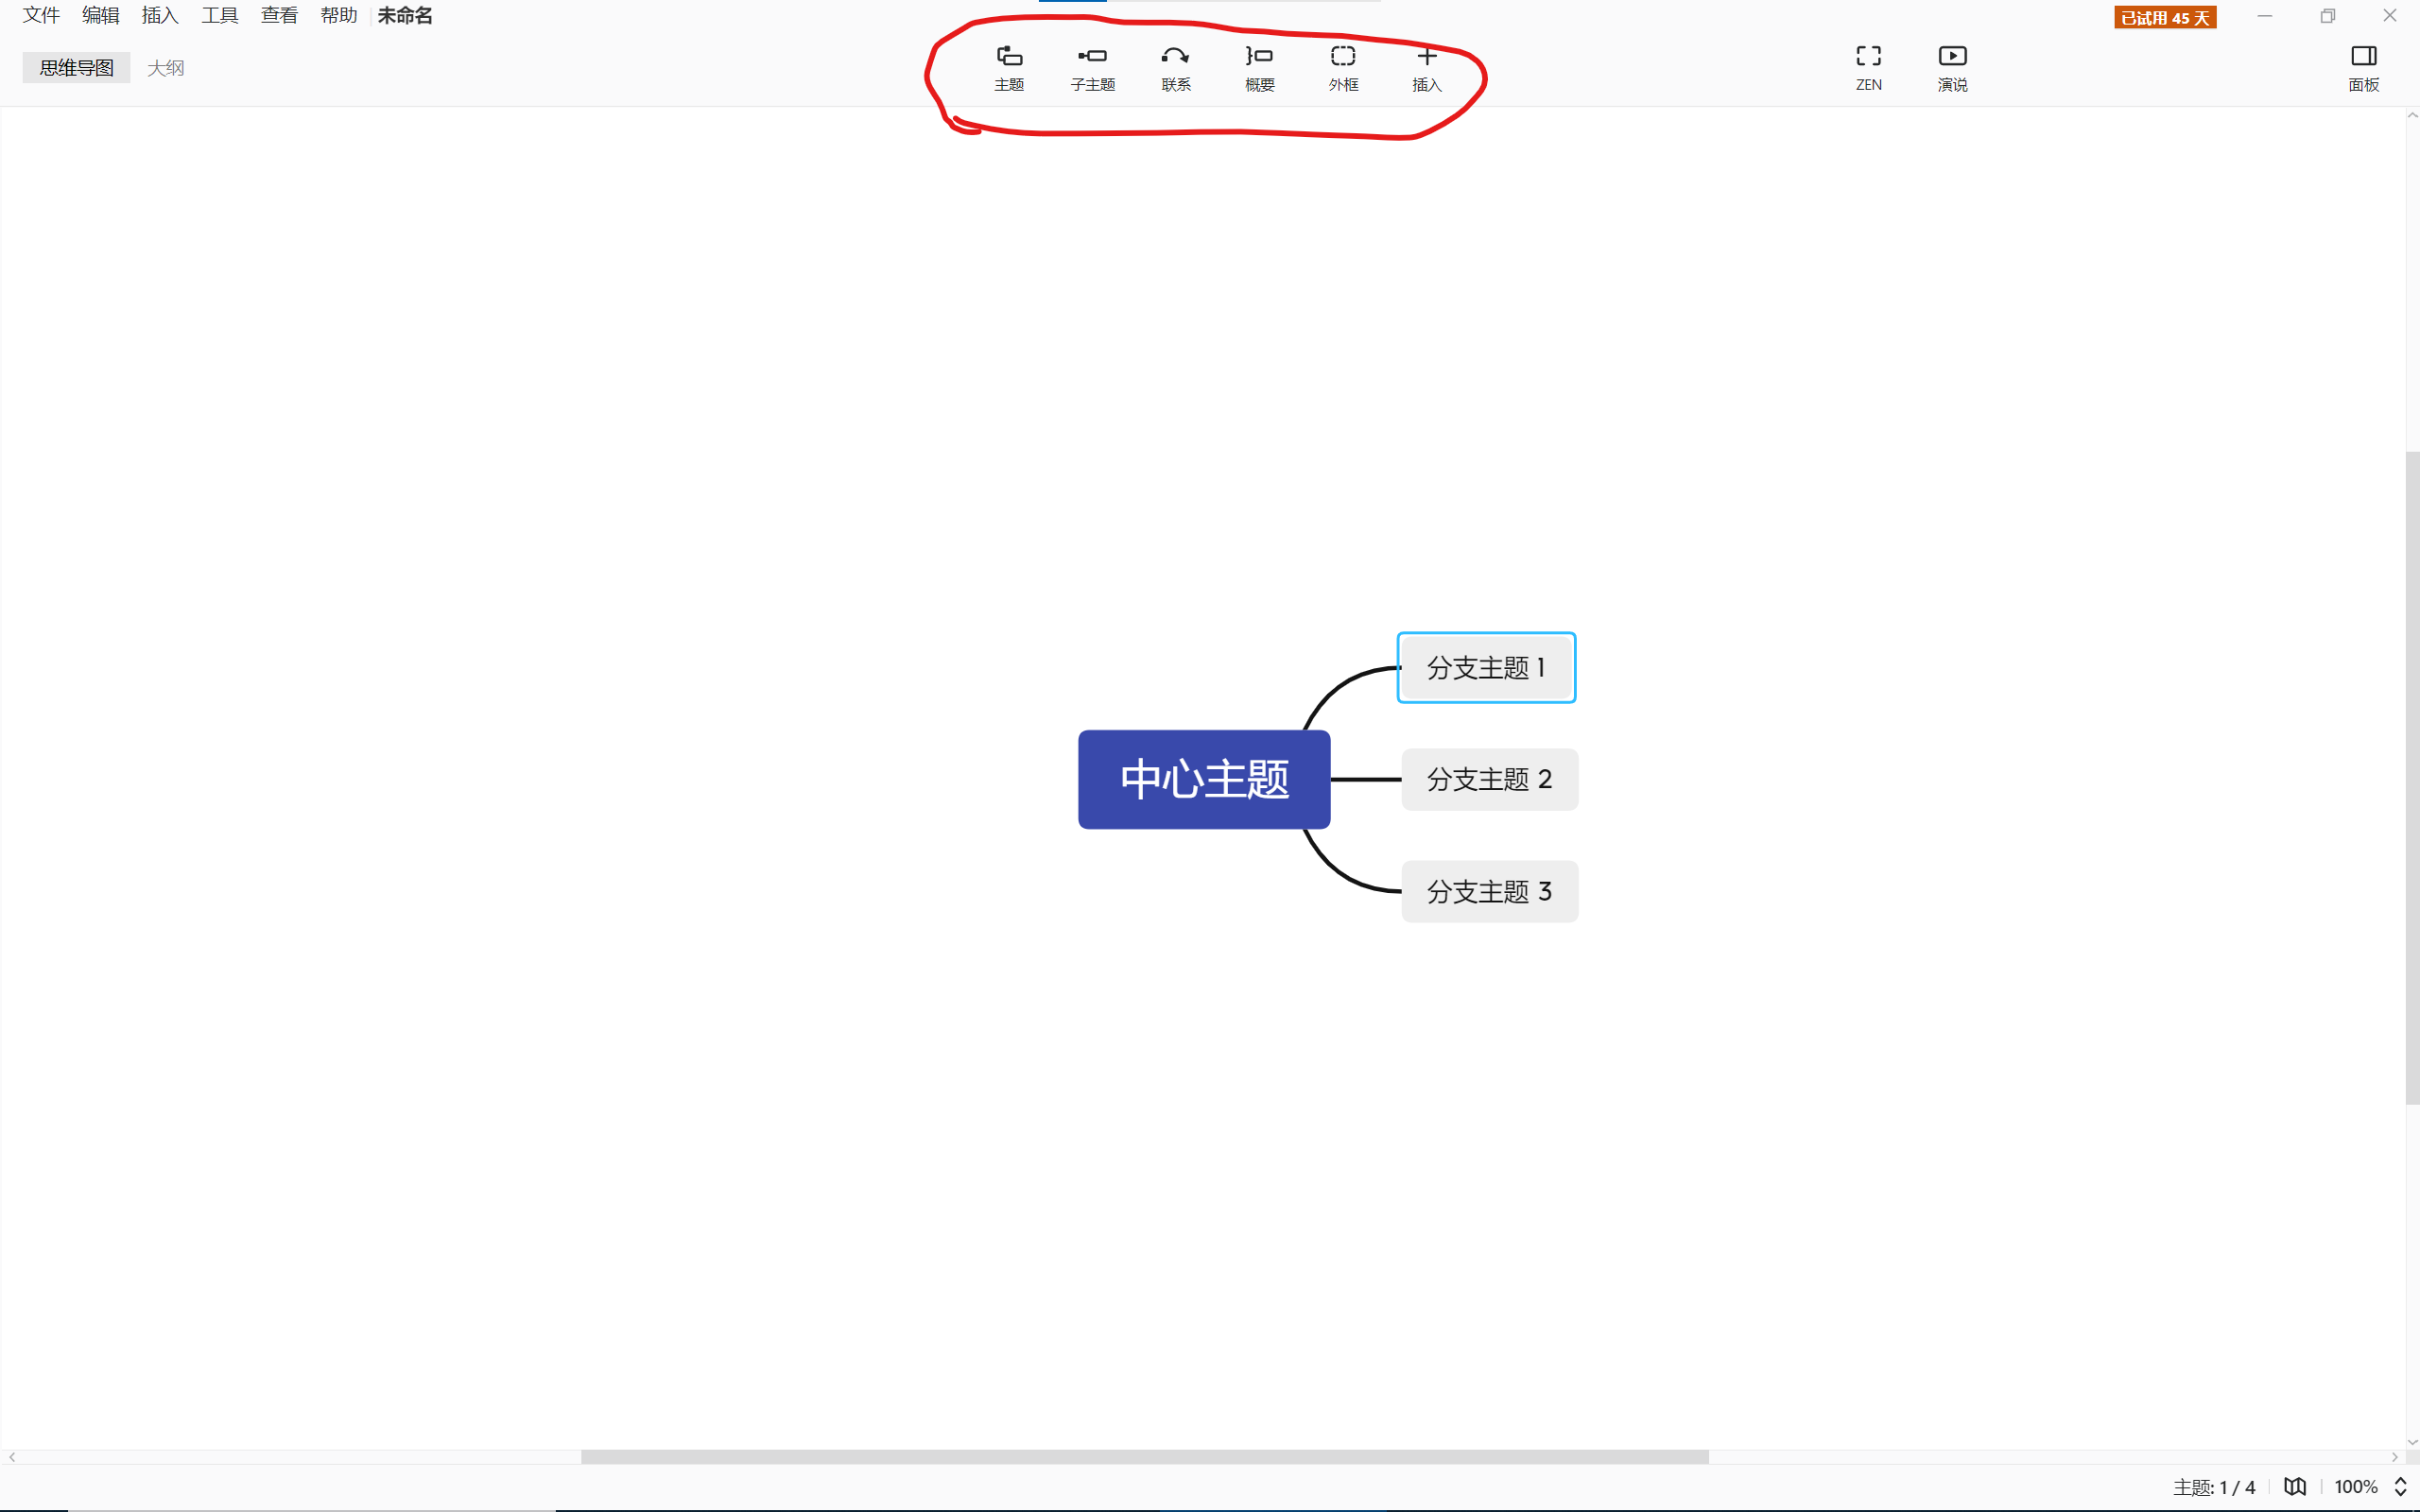 文件 编辑 插入 工具 查看 帮助 未命名 已试用 45 天
思维导图 大纲
主题 子主题 联系 概要 外框 插入 ZEN 演说 面板
分支主题 1
中心主题
分支主题 2
分支主题 3
主题: 1 / 4 100%